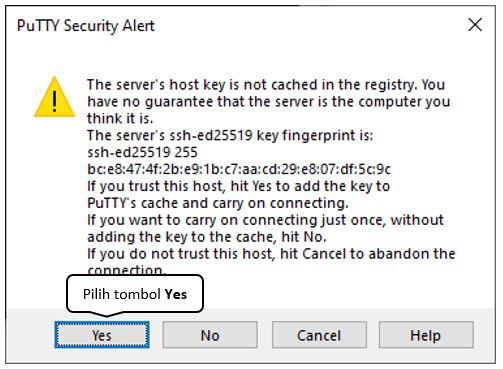 PuTTY Security Alert
The server's host key is not cached in the registry. You
have no guarantee that the server is the computer you
think it is.
The server's ssh-ed25519 key fingerprint is:
ssh-ed25519 255
bc:e8:47:4f:2b:e9:1b:c7:aa:cd:29:e8:07:df:5c:9c
If you trust this host, hit Yes to add the key to
PuTTY's cache and carry on connecting.
If you want to carry on connecting just once, without
adding the key to the cache, hit No.
If you do not trust this host, hit Cancel to abandon the
connection.
Pilih tombol Yes
Yes
No
Cancel
Help